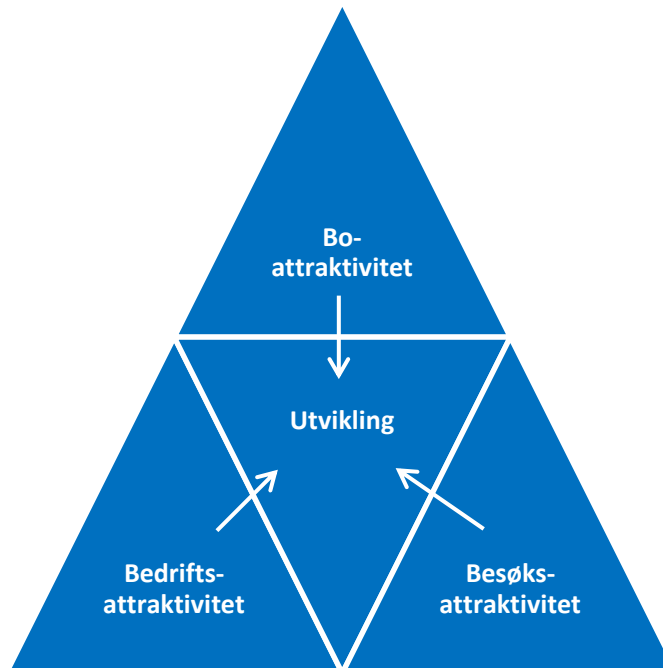 Bo-
attraktivitet
Utvikling
Bedrifts-
attraktivitet
Besøks-
attraktivitet